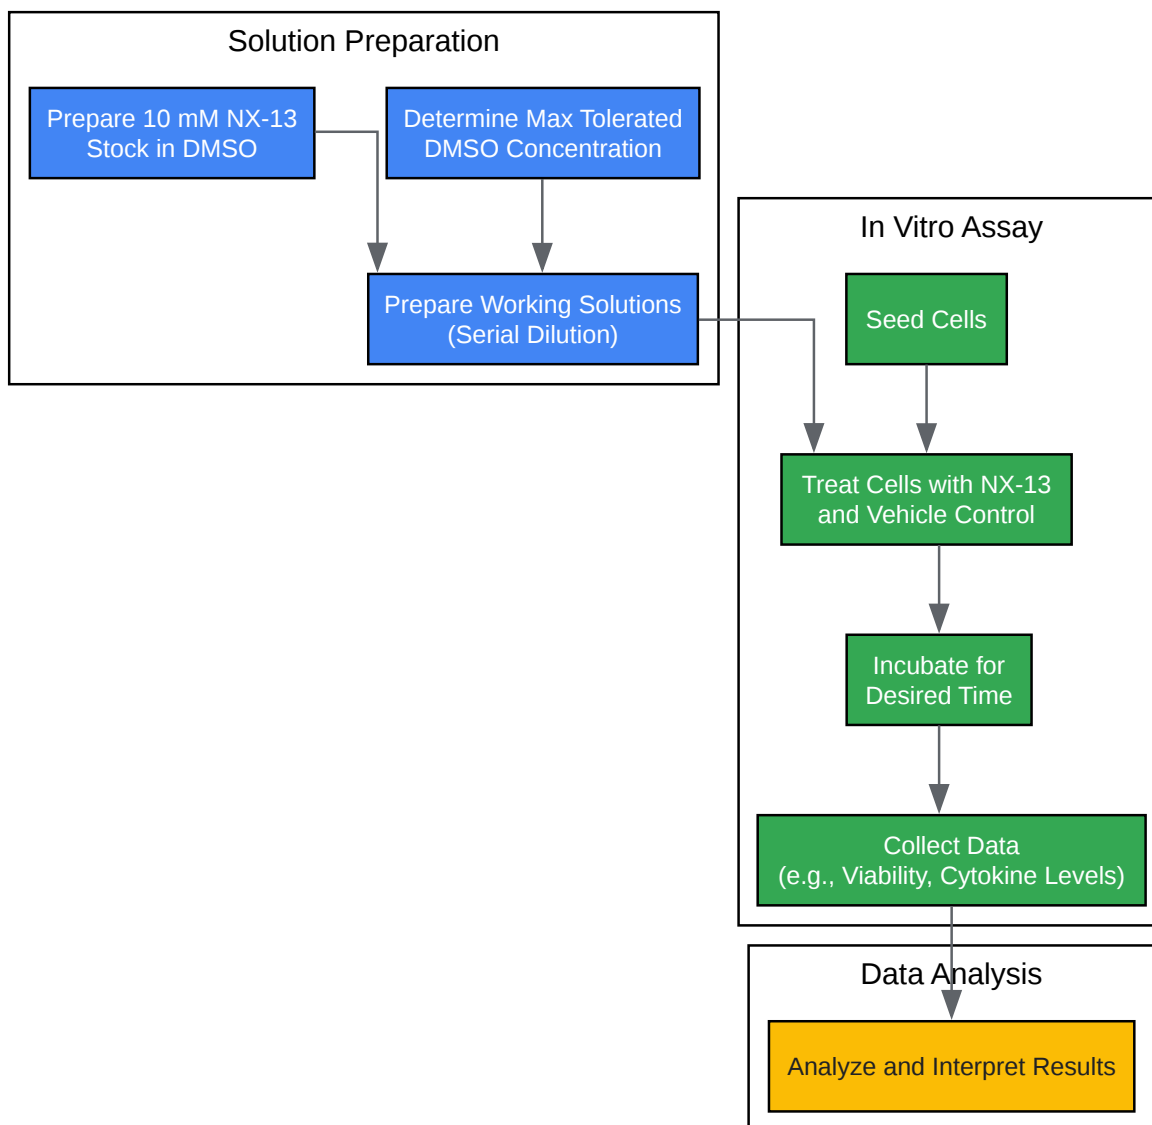 Solution Preparation
Prepare 10 mM NX-13
Stock in DMSO
Determine Max Tolerated
DMSO Concentration
Prepare Working Solutions
(Serial Dilution)
In Vitro Assay
Seed Cells
Treat Cells with NX-13
and Vehicle Control
Incubate for
Desired Time
Collect Data
(e.g., Viability, Cytokine Levels)
Data Analysis
Analyze and Interpret Results